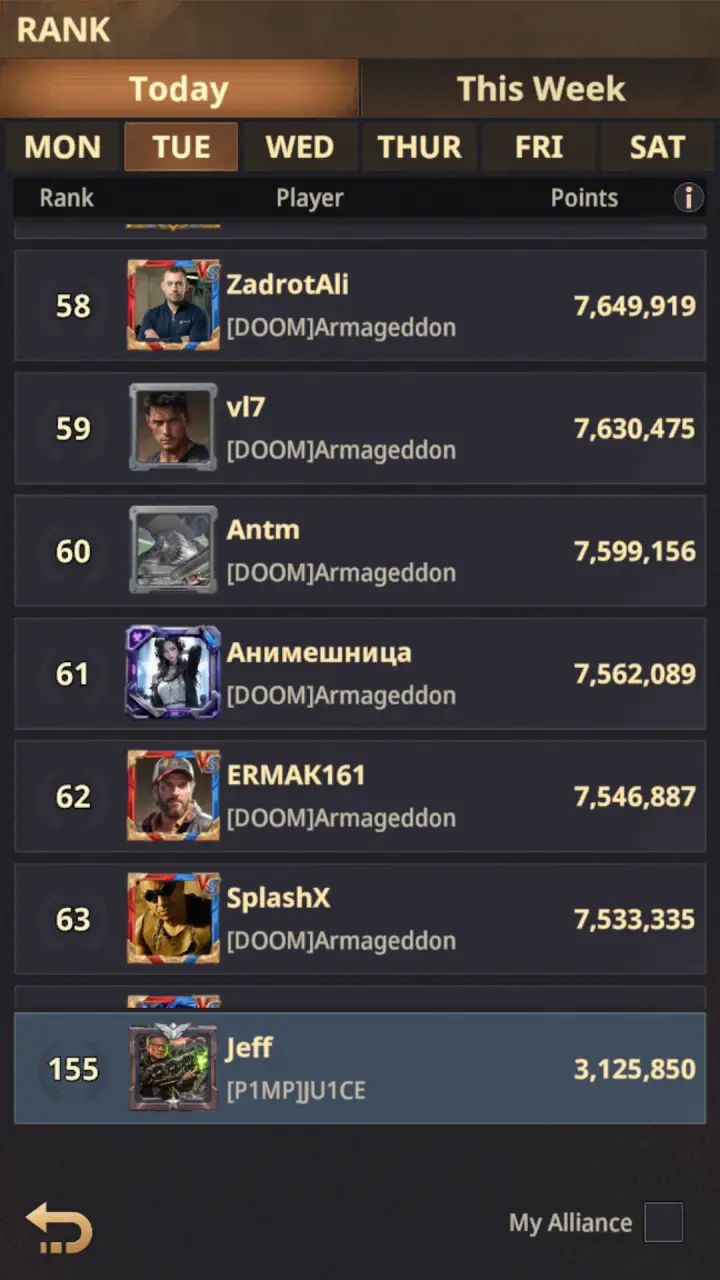 RANK
Today This Week
MON TUE WED THUR FRI SAT
Rank Player Points i
58 ZadrotAli 7,649,919
[DOOM]Armageddon
59 vl7 7,630,475
[DOOM]Armageddon
60 Antm 7,599,156
[DOOM]Armageddon
61 Анимешница 7,562,089
[DOOM]Armageddon
62 ERMAK161 7,546,887
[DOOM]Armageddon
63 SplashX 7,533,335
[DOOM]Armageddon
155 Jeff 3,125,850
[P1MP]JU1CE
My Alliance